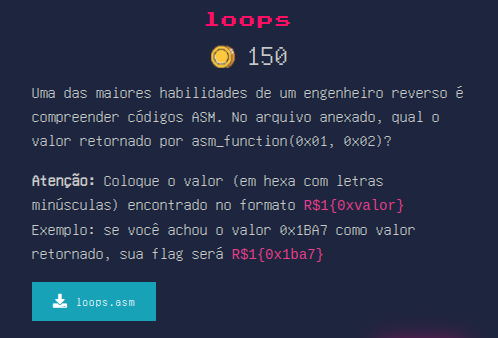 loops
150
Uma das maiores habilidades de um engenheiro reverso é
compreender códigos ASM. No arquivo anexado, qual o
valor retornado por asm_function(0x01, 0x02)?
Atenção: Coloque o valor (em hexa com letras
minúsculas) encontrado no formato R$1{0xvalor}
Exemplo: se você achou o valor 0x1BA7 como valor
retornado, sua flag será R$1{0x1ba7}
loops.asm